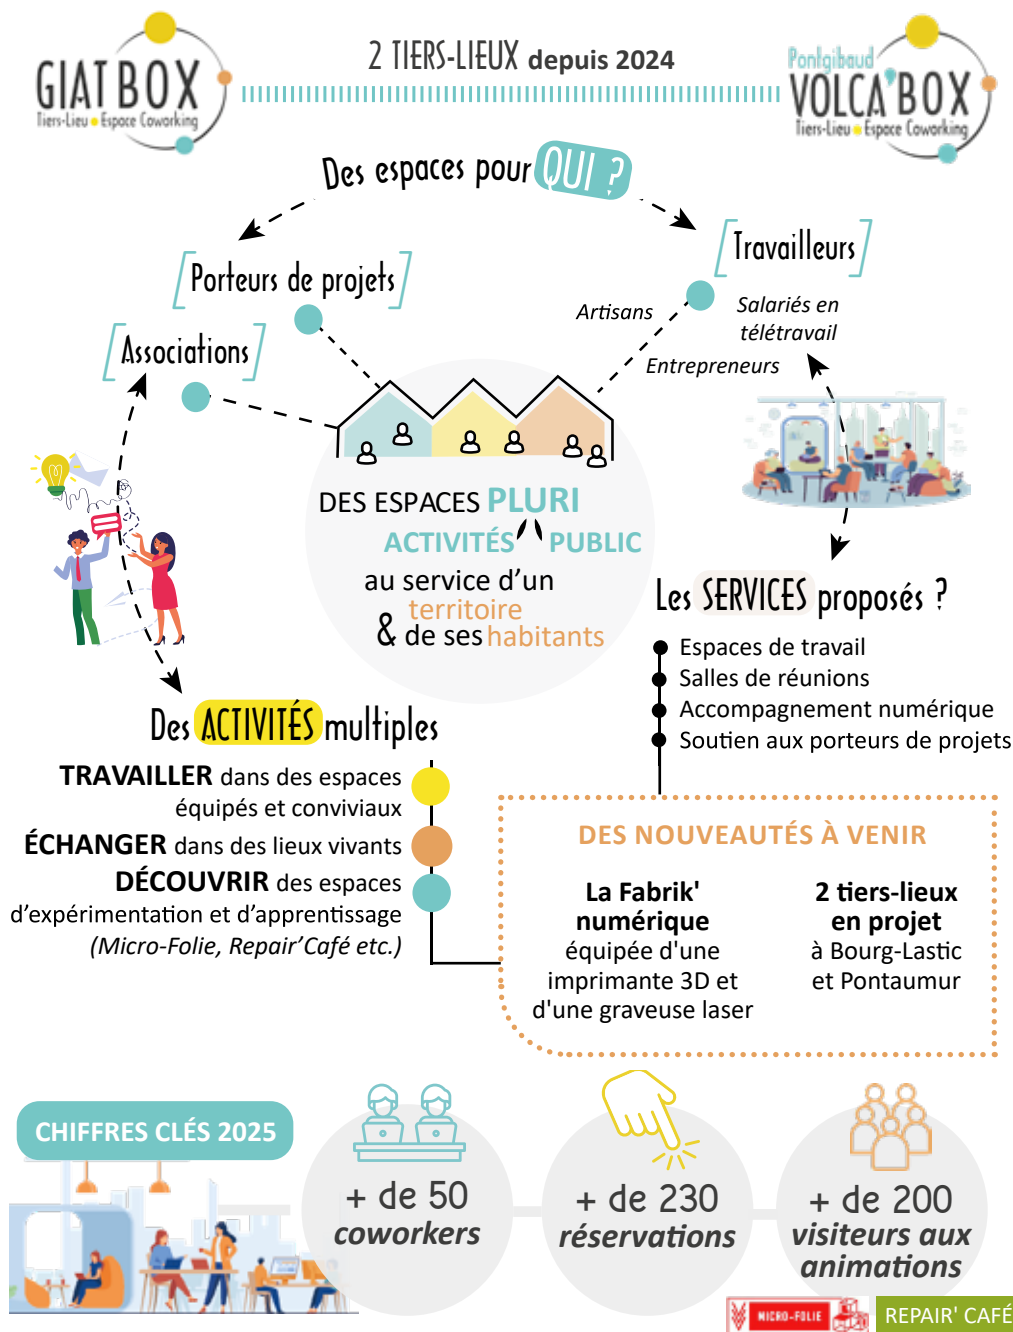 GIAT BOX
Tiers-Lieu Espace Coworking
2 TIERS-LIEUX depuis 2024
Pontgibaud
VOLCA'BOX
Tiers-Lieu Espace Coworking
Des espaces pour QUI ?
[Porteurs de projets]
[Associations]
[Travailleurs]
Artisans
Salariés en
télétravail
Entrepreneurs
DES ESPACES PLURI
ACTIVITÉS PUBLIC
au service d'un
territoire
& de ses habitants
Les SERVICES proposés ?
Espaces de travail
Salles de réunions
Accompagnement numérique
Soutien aux porteurs de projets
Des ACTIVITÉS multiples
TRAVAILLER dans des espaces
équipés et conviviaux
ÉCHANGER dans des lieux vivants
DÉCOUVRIR des espaces
d'expérimentation et d'apprentissage
(Micro-Folie, Repair'Café etc.)
DES NOUVEAUTÉS À VENIR
La Fabrik'
numérique
équipée d'une
imprimante 3D et
d'une graveuse laser
2 tiers-lieux
en projet
à Bourg-Lastic
et Pontaumur
CHIFFRES CLÉS 2025
+ de 50
coworkers
+ de 230
réservations
+ de 200
visiteurs aux
animations
MICRO-FOLIE
REPAIR' CAFÉ